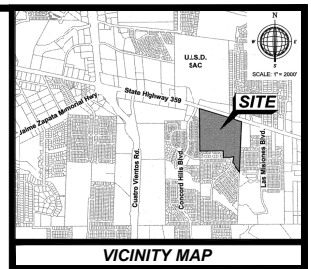 N
W E
S
SCALE: 1" = 2000'
U.I.S.D.
SAC
State Highway 359
SITE
Jaime Zapata Memorial Hwy.
Cuatro Vientos Rd.
Concord Hills Blvd.
Las Misiones Blvd.
VICINITY MAP